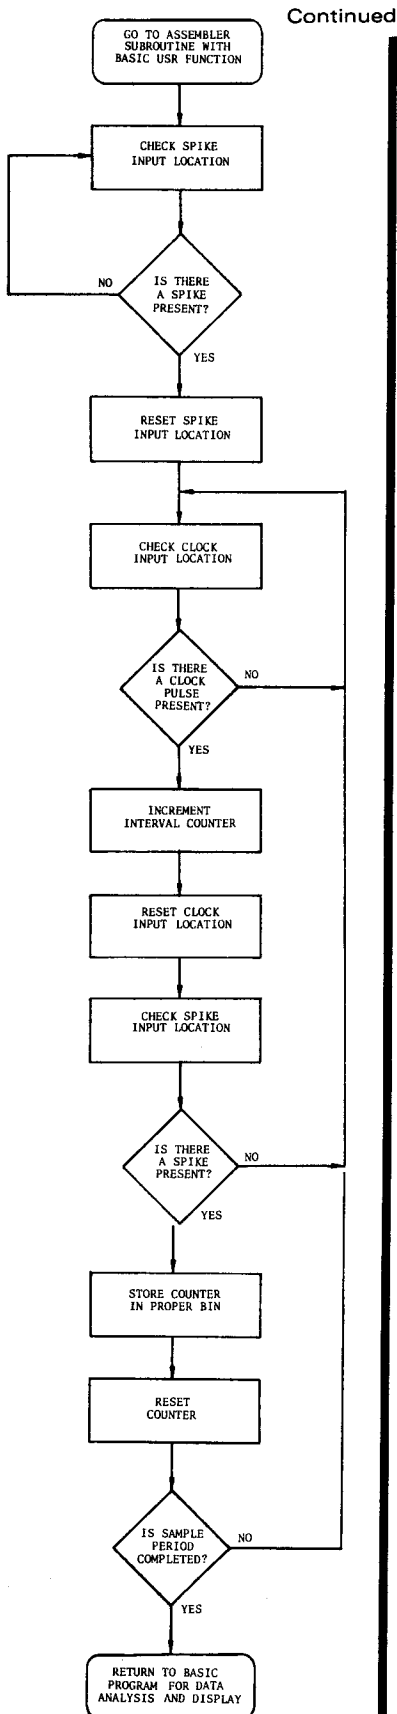 Continued
GO TO ASSEMBLER
SUBROUTINE WITH
BASIC USR FUNCTION
CHECK SPIKE
INPUT LOCATION
IS THERE
A SPIKE
PRESENT?
NO
YES
RESET SPIKE
INPUT LOCATION
CHECK CLOCK
INPUT LOCATION
IS THERE
A CLOCK
PULSE
PRESENT?
NO
YES
INCREMENT
INTERVAL COUNTER
RESET CLOCK
INPUT LOCATION
CHECK SPIKE
INPUT LOCATION
IS THERE
A SPIKE
PRESENT?
NO
YES
STORE COUNTER
IN PROPER BIN
RESET
COUNTER
IS SAMPLE
PERIOD
COMPLETED?
NO
YES
RETURN TO BASIC
PROGRAM FOR DATA
ANALYSIS AND DISPLAY